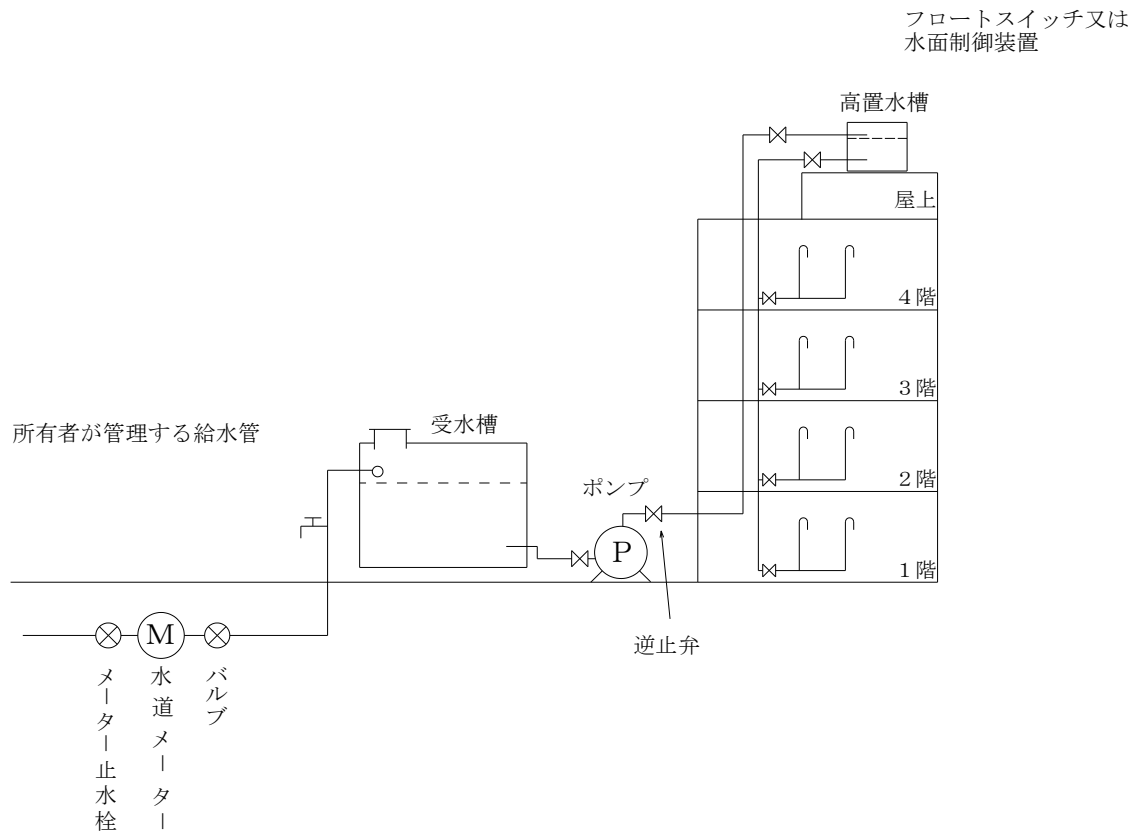 フロートスイッチ又は
水面制御装置
高置水槽
屋上
４階
３階
２階
１階
所有者が管理する給水管
受水槽
ポンプ
P
逆止弁
M
メーター止水栓
水道メーター
バルブ